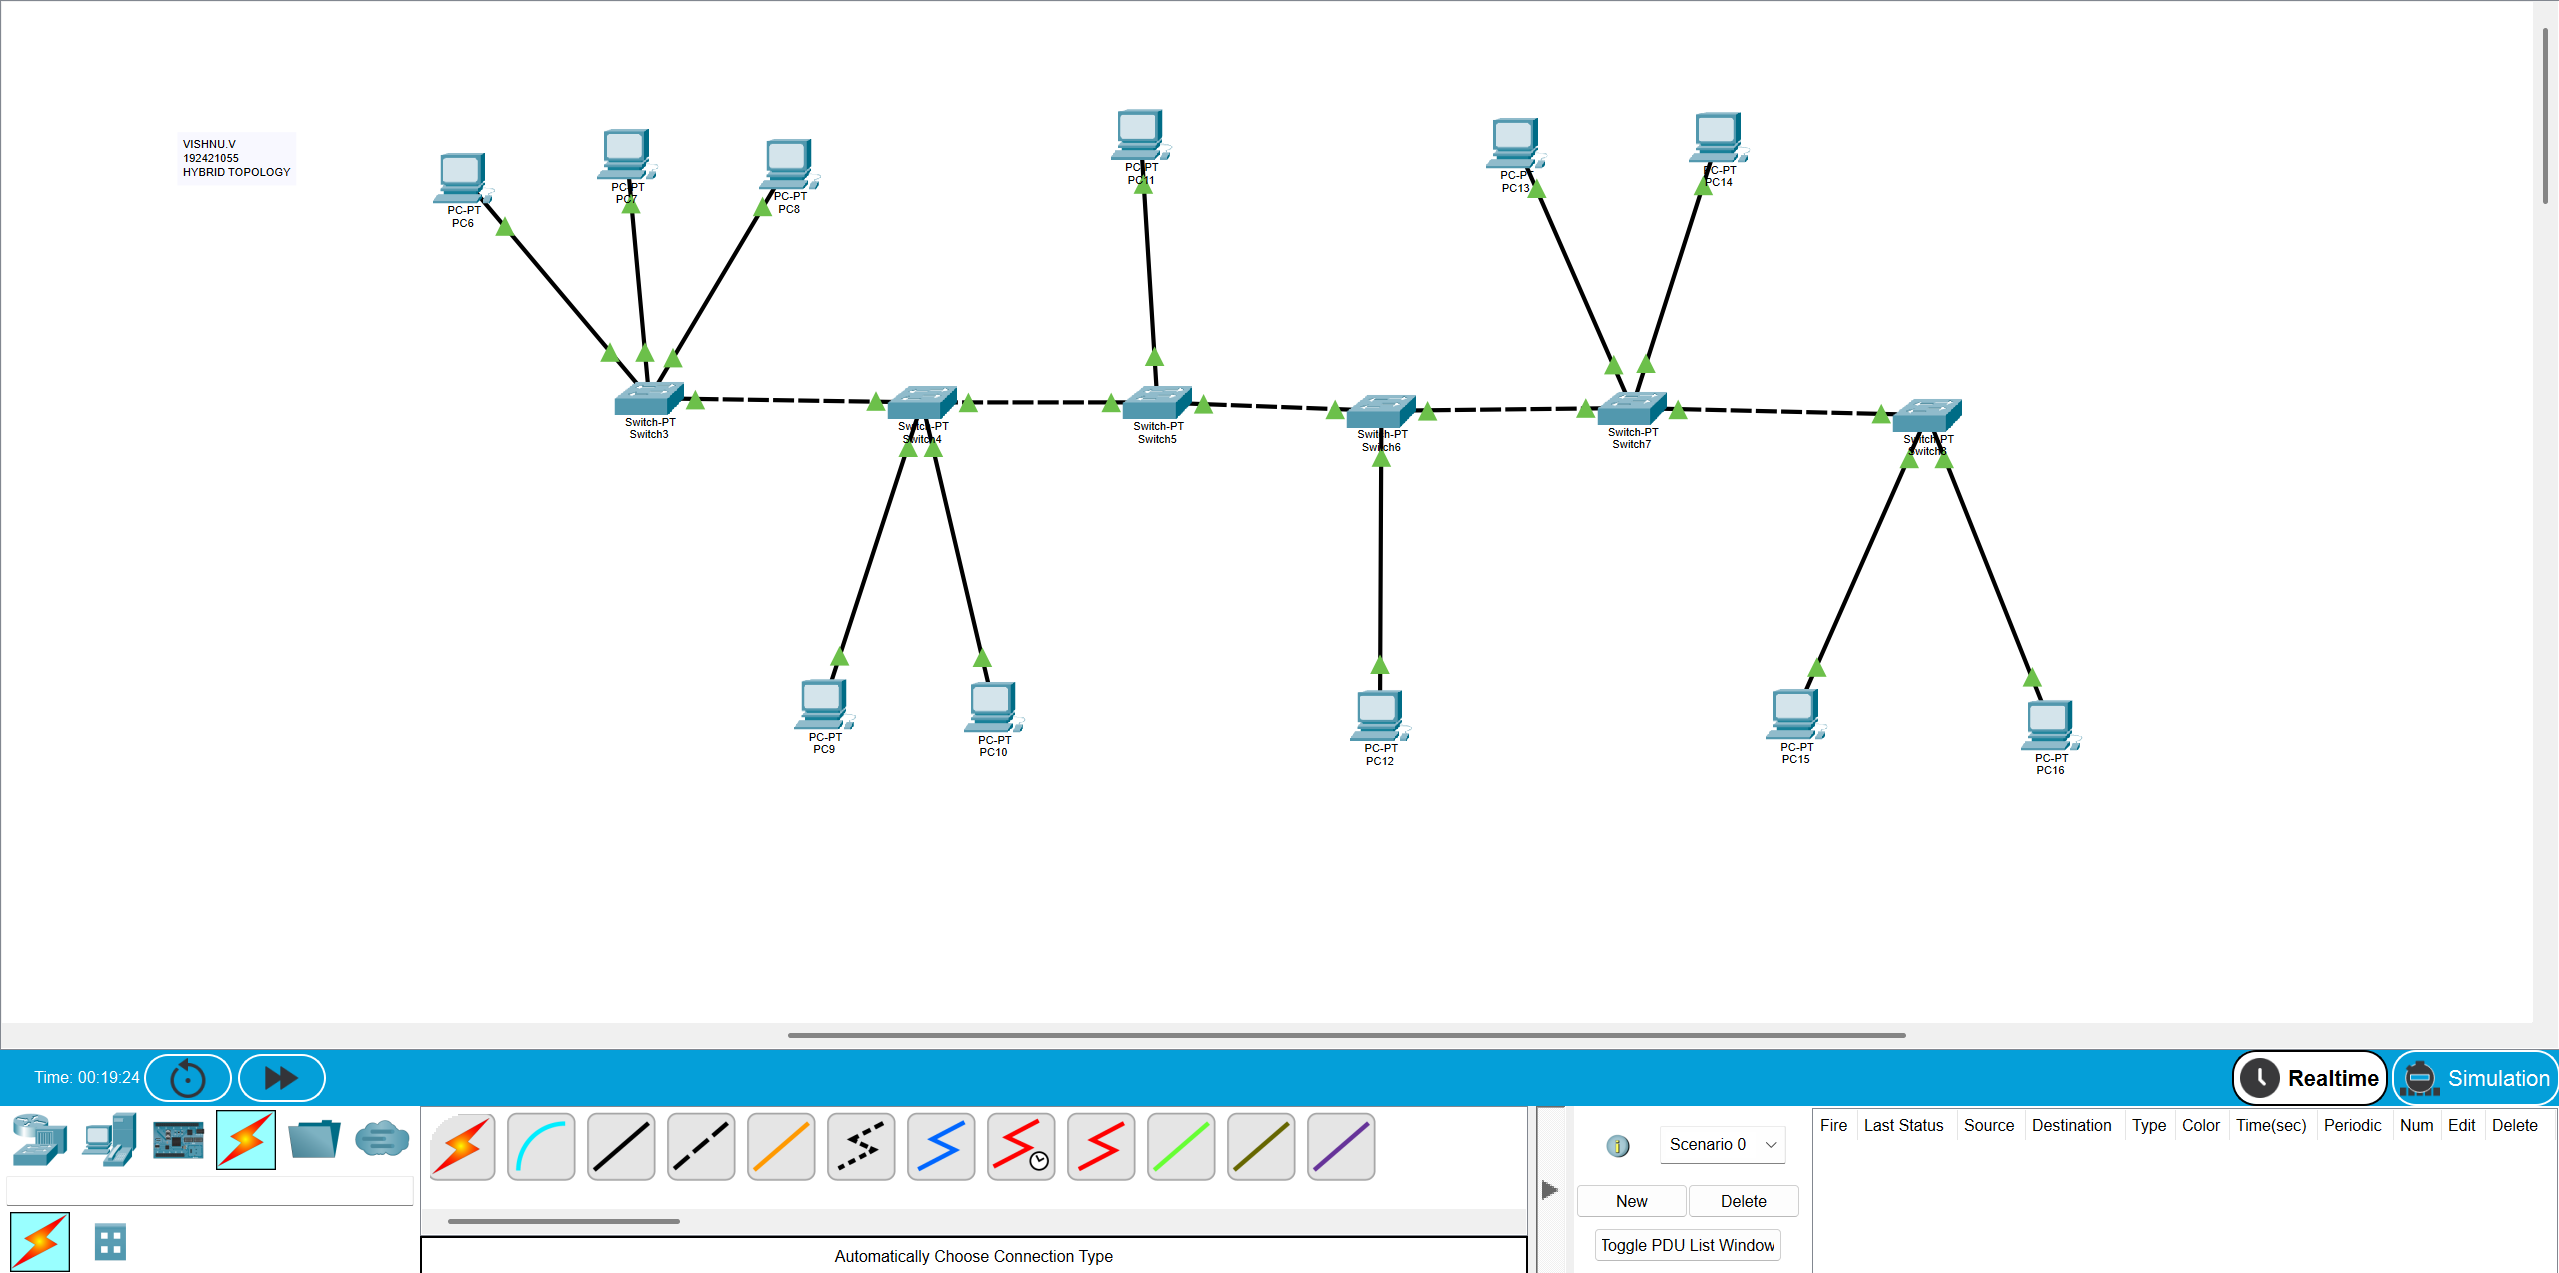 VISHNU.V
192421055
HYBRID TOPOLOGY
PC-PT
PC6
PC-PT
PC7
PC-PT
PC8
PC-PT
PC11
PC-PT
PC13
PC-PT
PC14
Switch-PT
Switch3
Switch-PT
Switch4
Switch-PT
Switch5
Switch-PT
Switch6
Switch-PT
Switch7
Switch-PT
Switch8
PC-PT
PC9
PC-PT
PC10
PC-PT
PC12
PC-PT
PC15
PC-PT
PC16
Time: 00:19:24
Realtime
Simulation
Scenario 0
New
Delete
Toggle PDU List Window
Fire Last Status Source Destination Type Color Time(sec) Periodic Num Edit Delete
Automatically Choose Connection Type